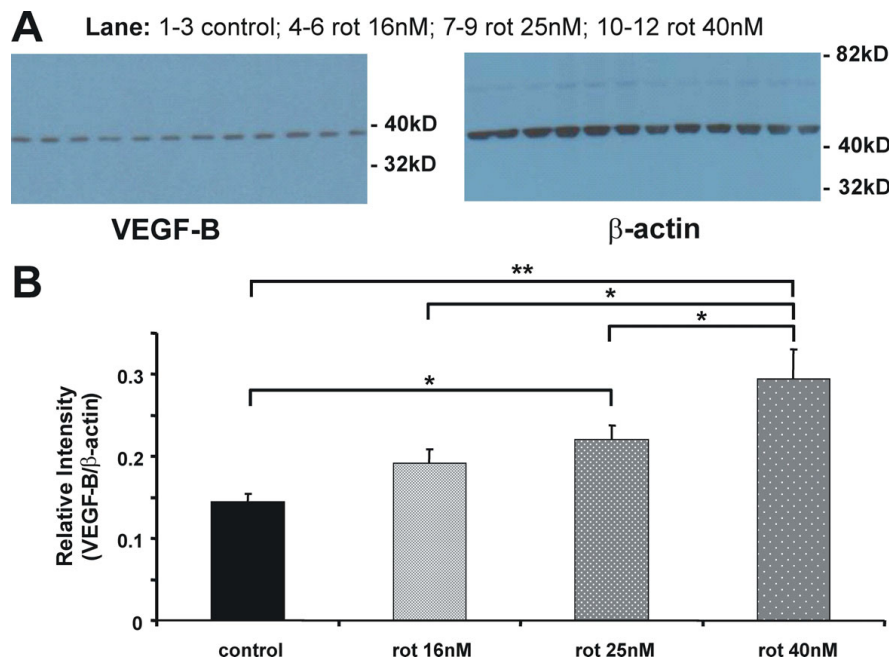 A Lane: 1-3 control; 4-6 rot 16nM; 7-9 rot 25nM; 10-12 rot 40nM
- 82kD
- 40kD
- 32kD
- 40kD
- 32kD
VEGF-B
β-actin
B
**
*
*
*
Relative Intensity
(VEGF-B/β-actin)
0.3
0.2
0.1
0
control
rot 16nM
rot 25nM
rot 40nM